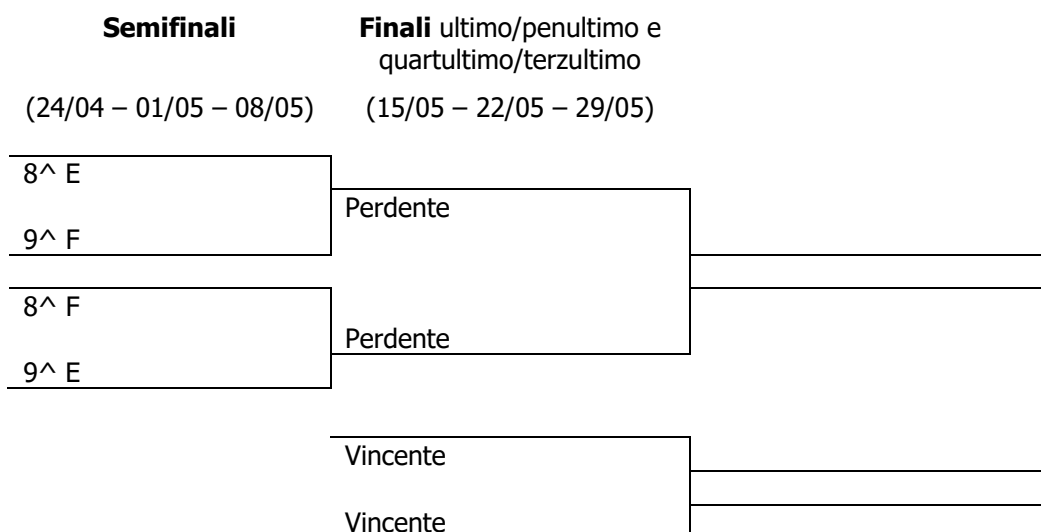 Semifinali
Finali ultimo/penultimo e
quartultimo/terzultimo
(24/04 – 01/05 – 08/05)
(15/05 – 22/05 – 29/05)
8^ E
Perdente
9^ F
8^ F
Perdente
9^ E
Vincente
Vincente